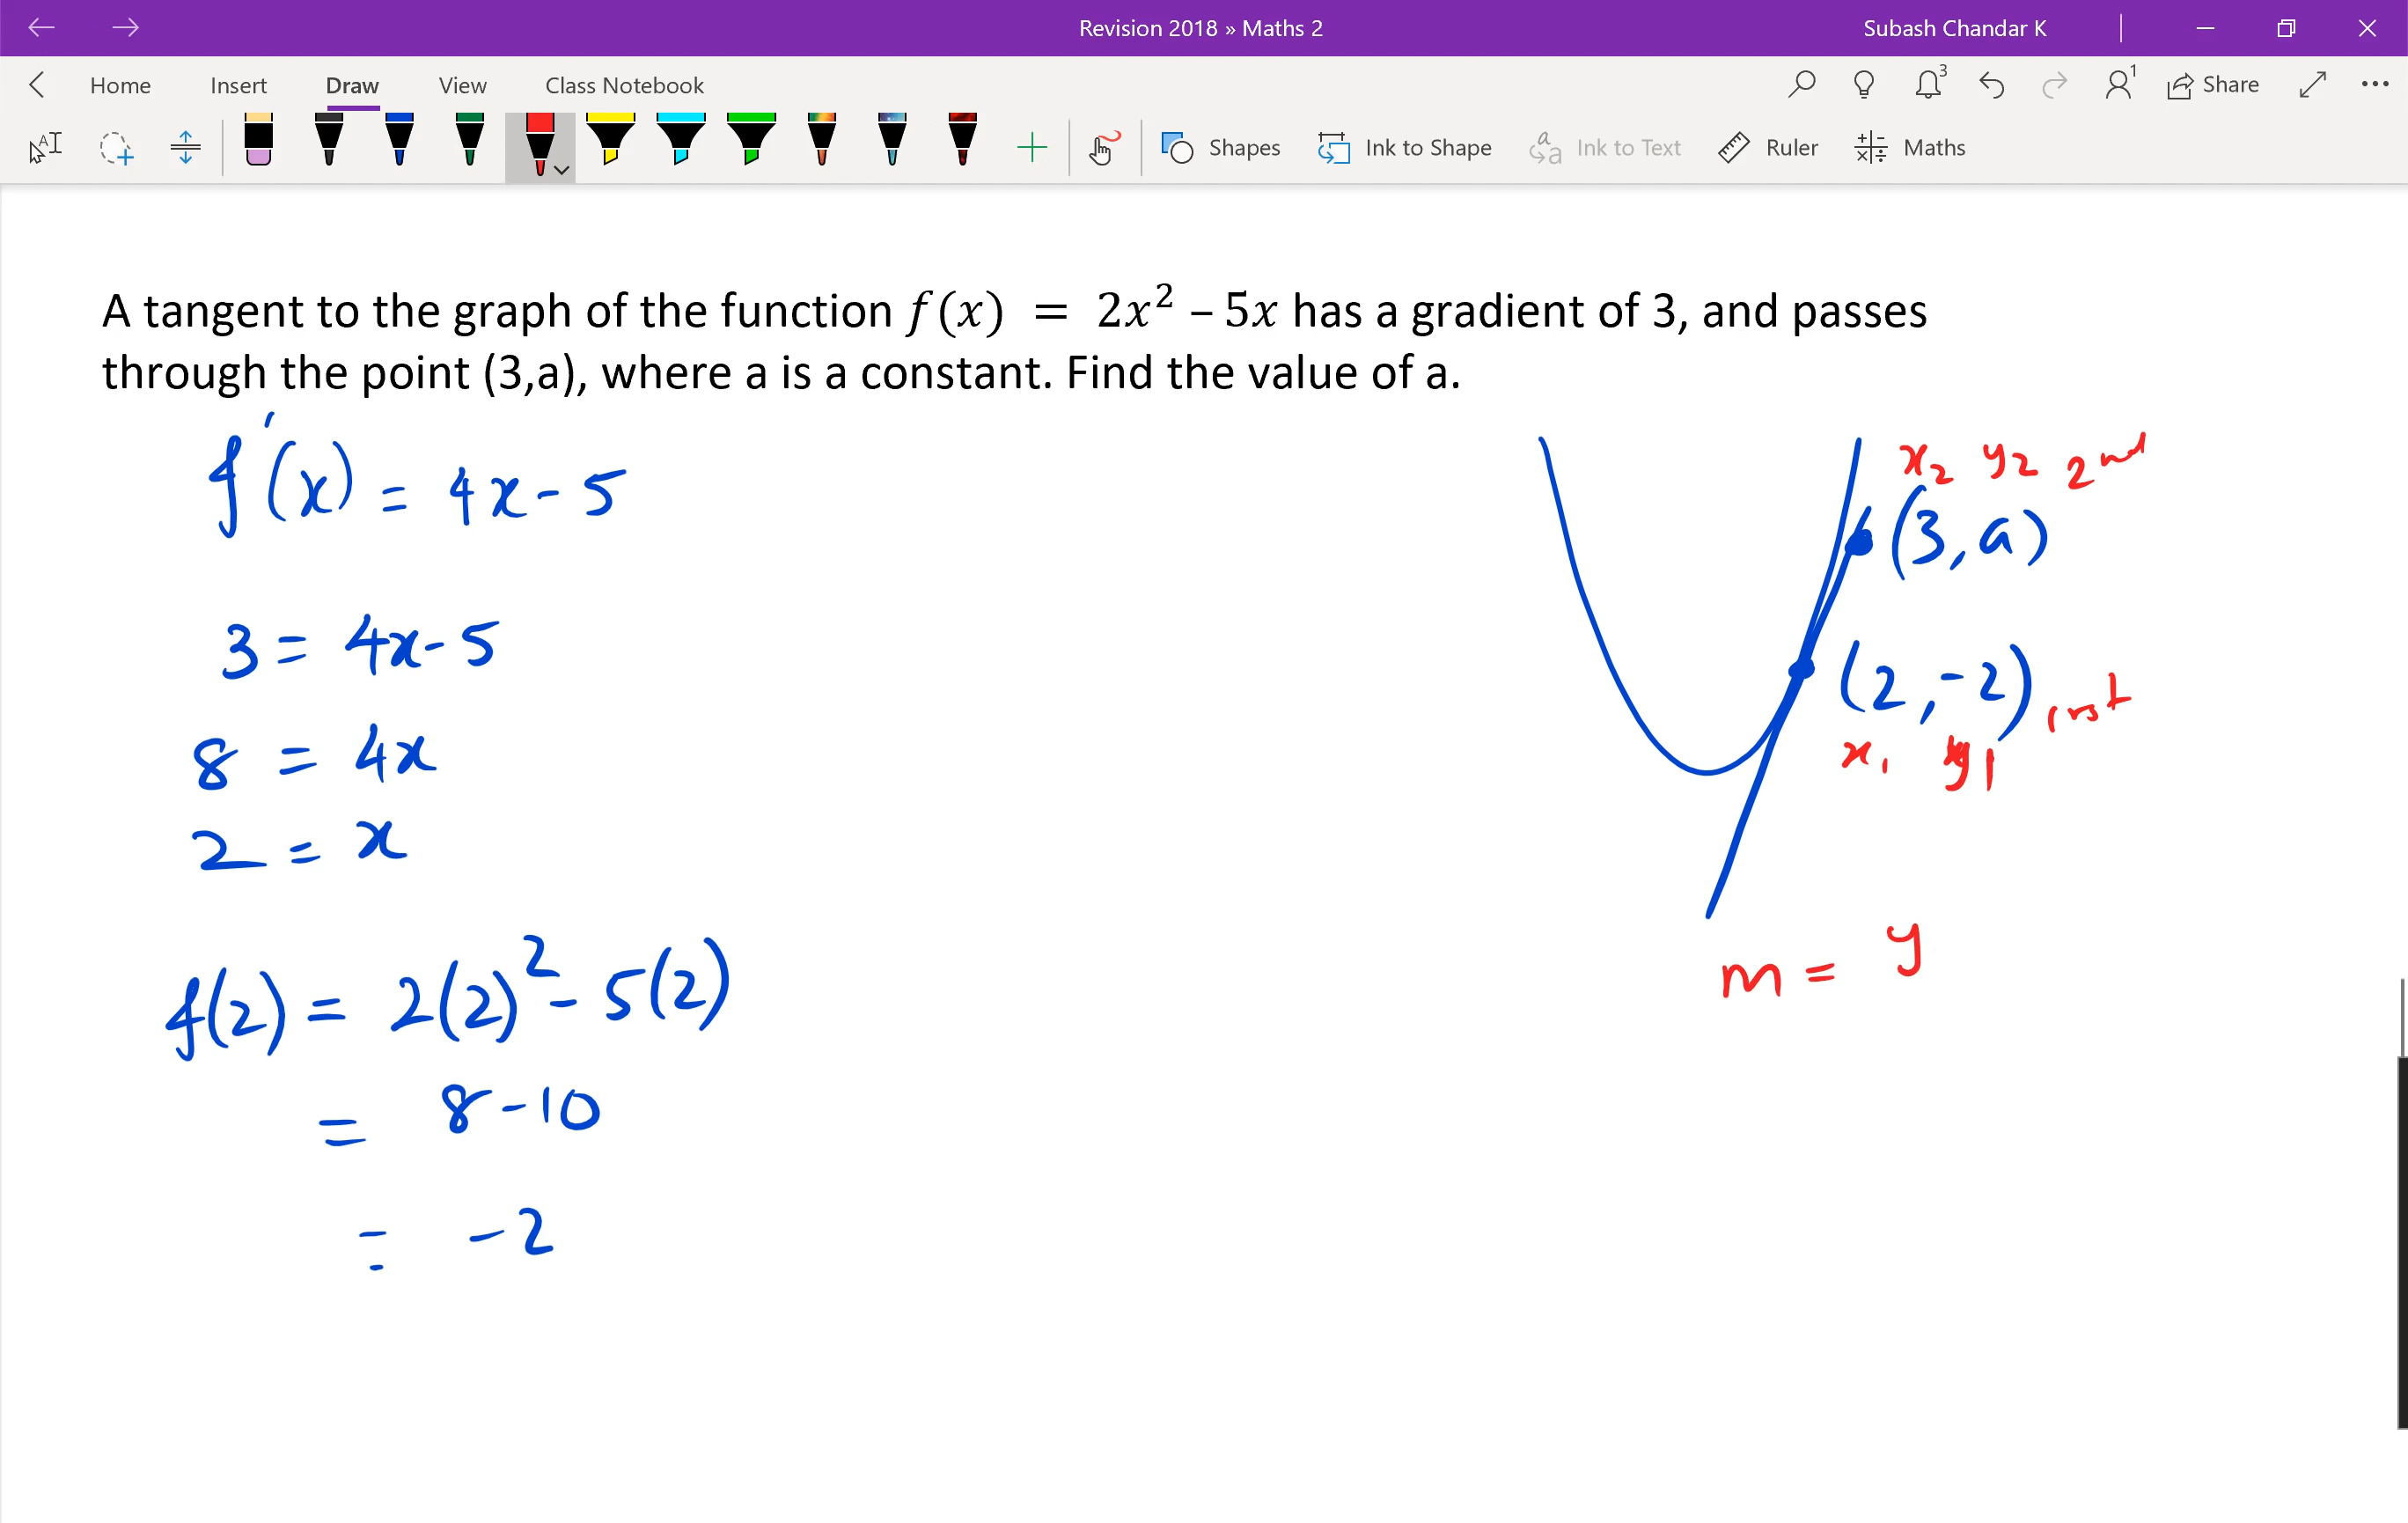 Revision 2018 » Maths 2
Subash Chandar K
Home Insert Draw View Class Notebook
3
1
Share
Shapes Ink to Shape Ink to Text Ruler Maths
A tangent to the graph of the function f(x) = 2x² – 5x has a gradient of 3, and passes
through the point (3,a), where a is a constant. Find the value of a.
f'(x) = 4x - 5
3 = 4x - 5
8 = 4x
2 = x
f(2) = 2(2)² - 5(2)
= 8 - 10
= -2
x₂ y₂ 2nd
(3, a)
(2, -2) 1rst
x₁ y₁
m = y